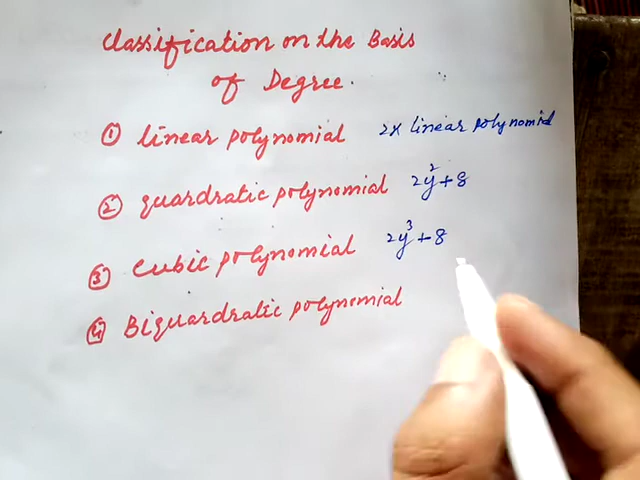 Classification on the Basis
of Degree.
① linear polynomial 2x linear polynomial
② quardratic polynomial 2y²+8
③ cubic polynomial 2y³+8
④ Biquardratic polynomial